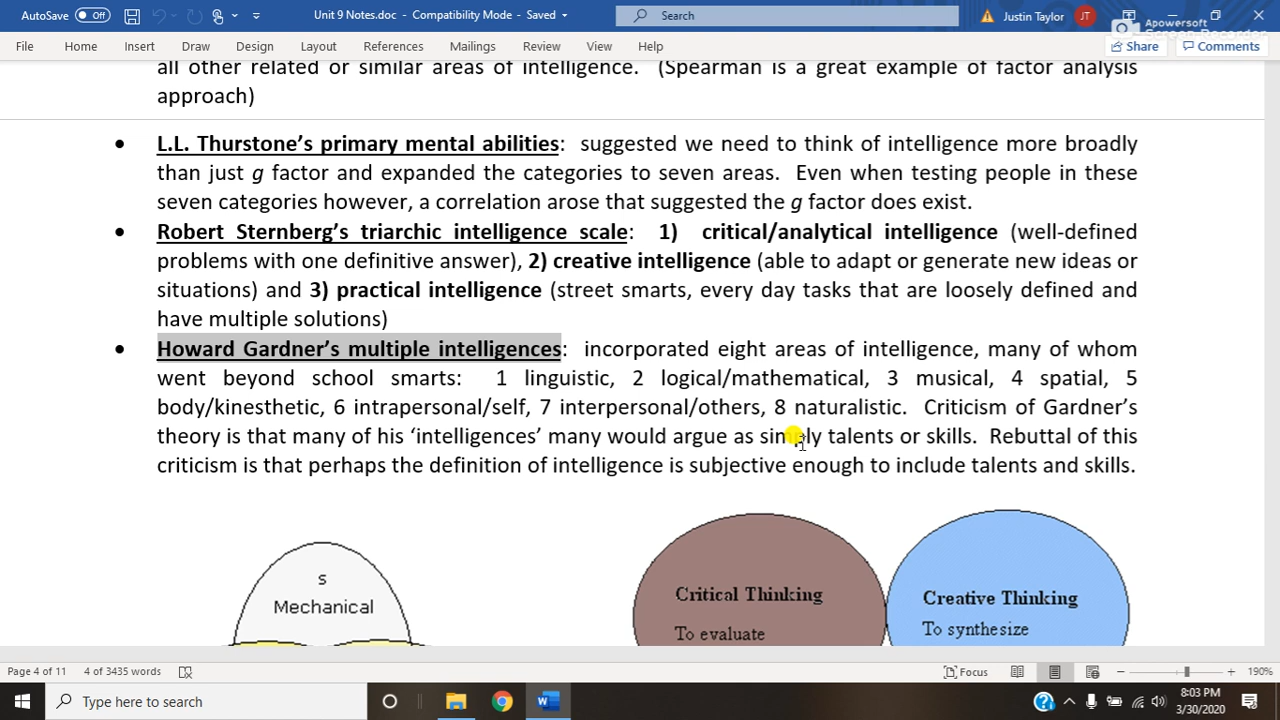 AutoSave Off
Unit 9 Notes.doc - Compatibility Mode - Saved
Search
Justin Taylor JT
Apowersoft
Screen Recorder
File Home Insert Draw Design Layout References Mailings Review View Help
Share Comments
all other related or similar areas of intelligence. (Spearman is a great example of factor analysis
approach)
• L.L. Thurstone’s primary mental abilities: suggested we need to think of intelligence more broadly
than just g factor and expanded the categories to seven areas. Even when testing people in these
seven categories however, a correlation arose that suggested the g factor does exist.
• Robert Sternberg’s triarchic intelligence scale: 1) critical/analytical intelligence (well-defined
problems with one definitive answer), 2) creative intelligence (able to adapt or generate new ideas or
situations) and 3) practical intelligence (street smarts, every day tasks that are loosely defined and
have multiple solutions)
• Howard Gardner’s multiple intelligences: incorporated eight areas of intelligence, many of whom
went beyond school smarts: 1 linguistic, 2 logical/mathematical, 3 musical, 4 spatial, 5
body/kinesthetic, 6 intrapersonal/self, 7 interpersonal/others, 8 naturalistic. Criticism of Gardner’s
theory is that many of his ‘intelligences’ many would argue as simply talents or skills. Rebuttal of this
criticism is that perhaps the definition of intelligence is subjective enough to include talents and skills.
s
Mechanical
Critical Thinking
To evaluate
Creative Thinking
To synthesize
Page 4 of 11 4 of 3435 words
Focus
190%
Type here to search
8:03 PM
3/30/2020